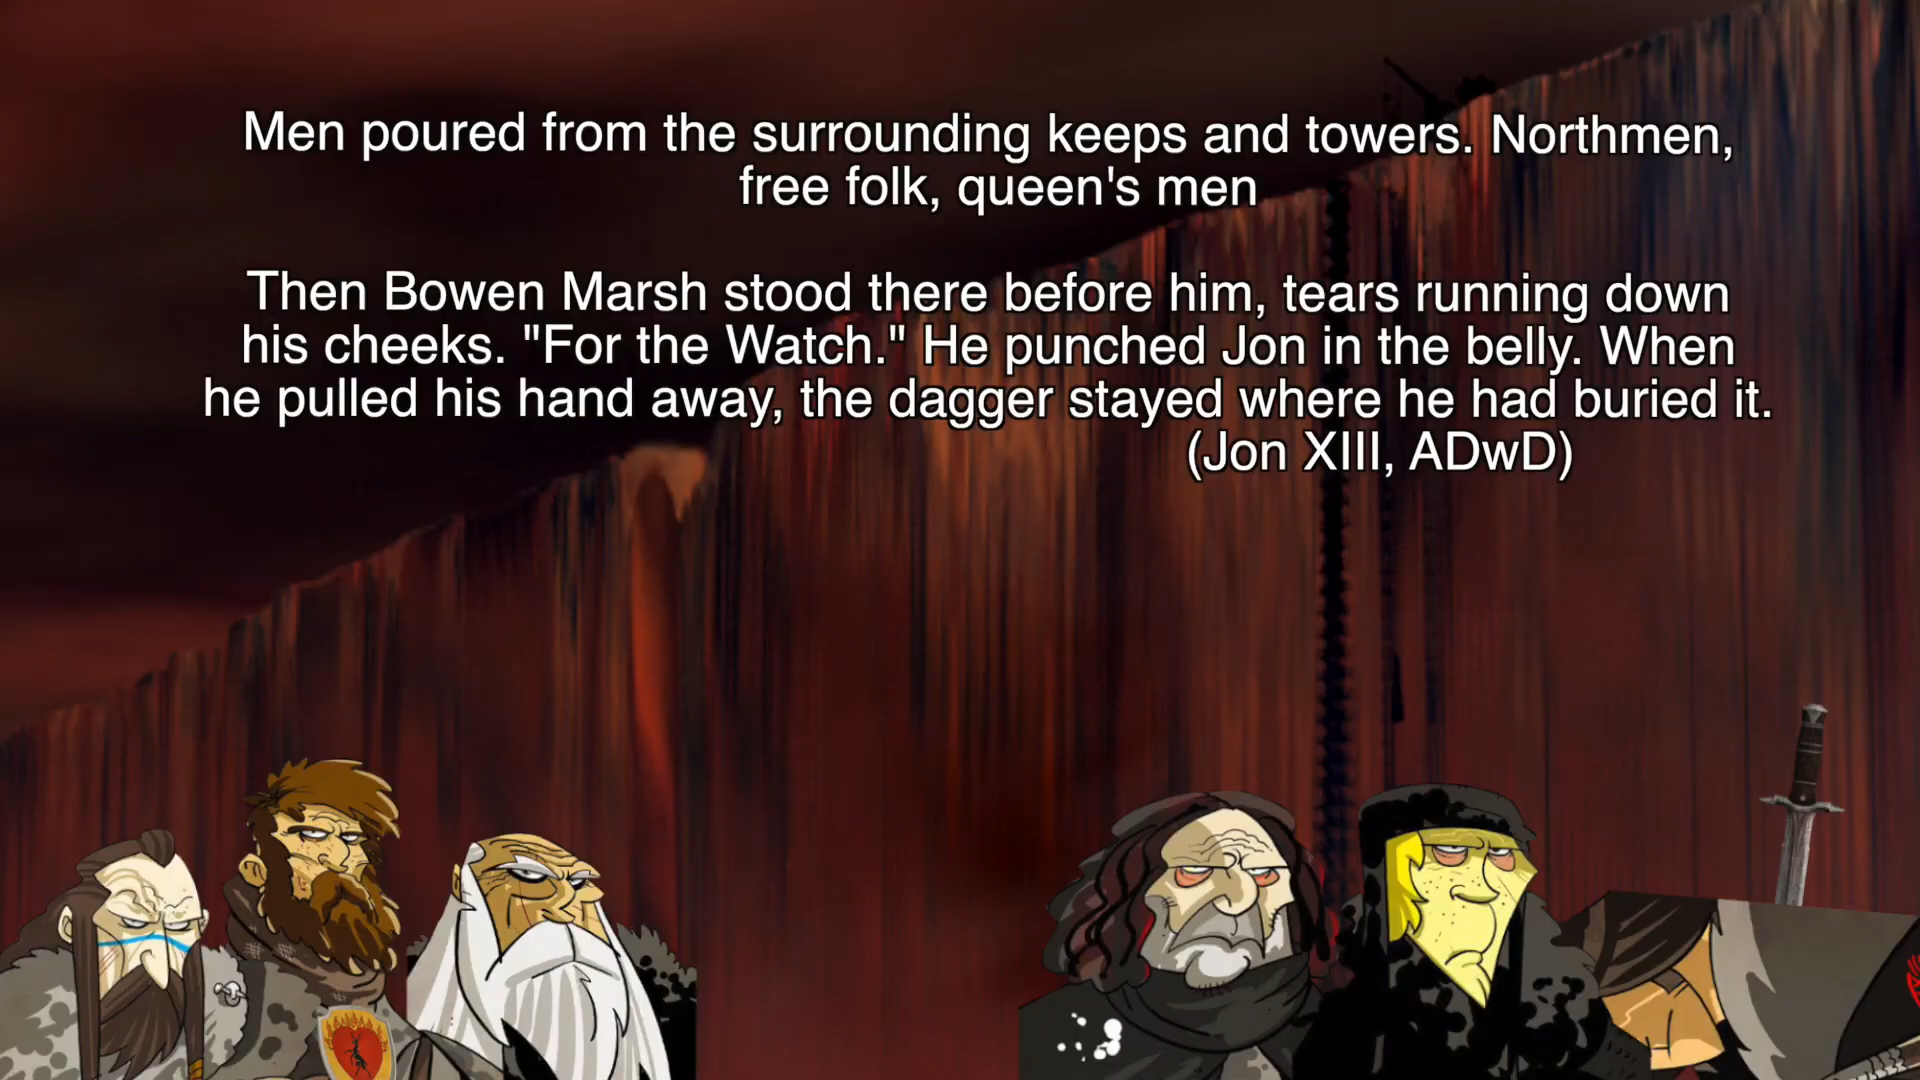 Men poured from the surrounding keeps and towers. Northmen,
free folk, queen's men
Then Bowen Marsh stood there before him, tears running down
his cheeks. "For the Watch." He punched Jon in the belly. When
he pulled his hand away, the dagger stayed where he had buried it.
(Jon XIII, ADwD)